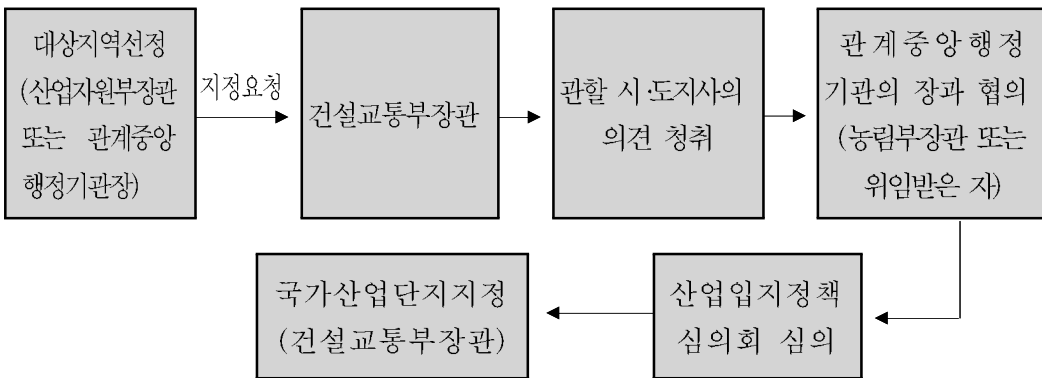 대상지역선정
(산업자원부장관
또는 관계중앙
행정기관장)
지정요청
건설교통부장관
관할 시·도지사의
의견 청취
관계중앙행정
기관의 장과 협의
(농림부장관 또는
위임받은 자)
산업입지정책
심의회 심의
국가산업단지지정
(건설교통부장관)